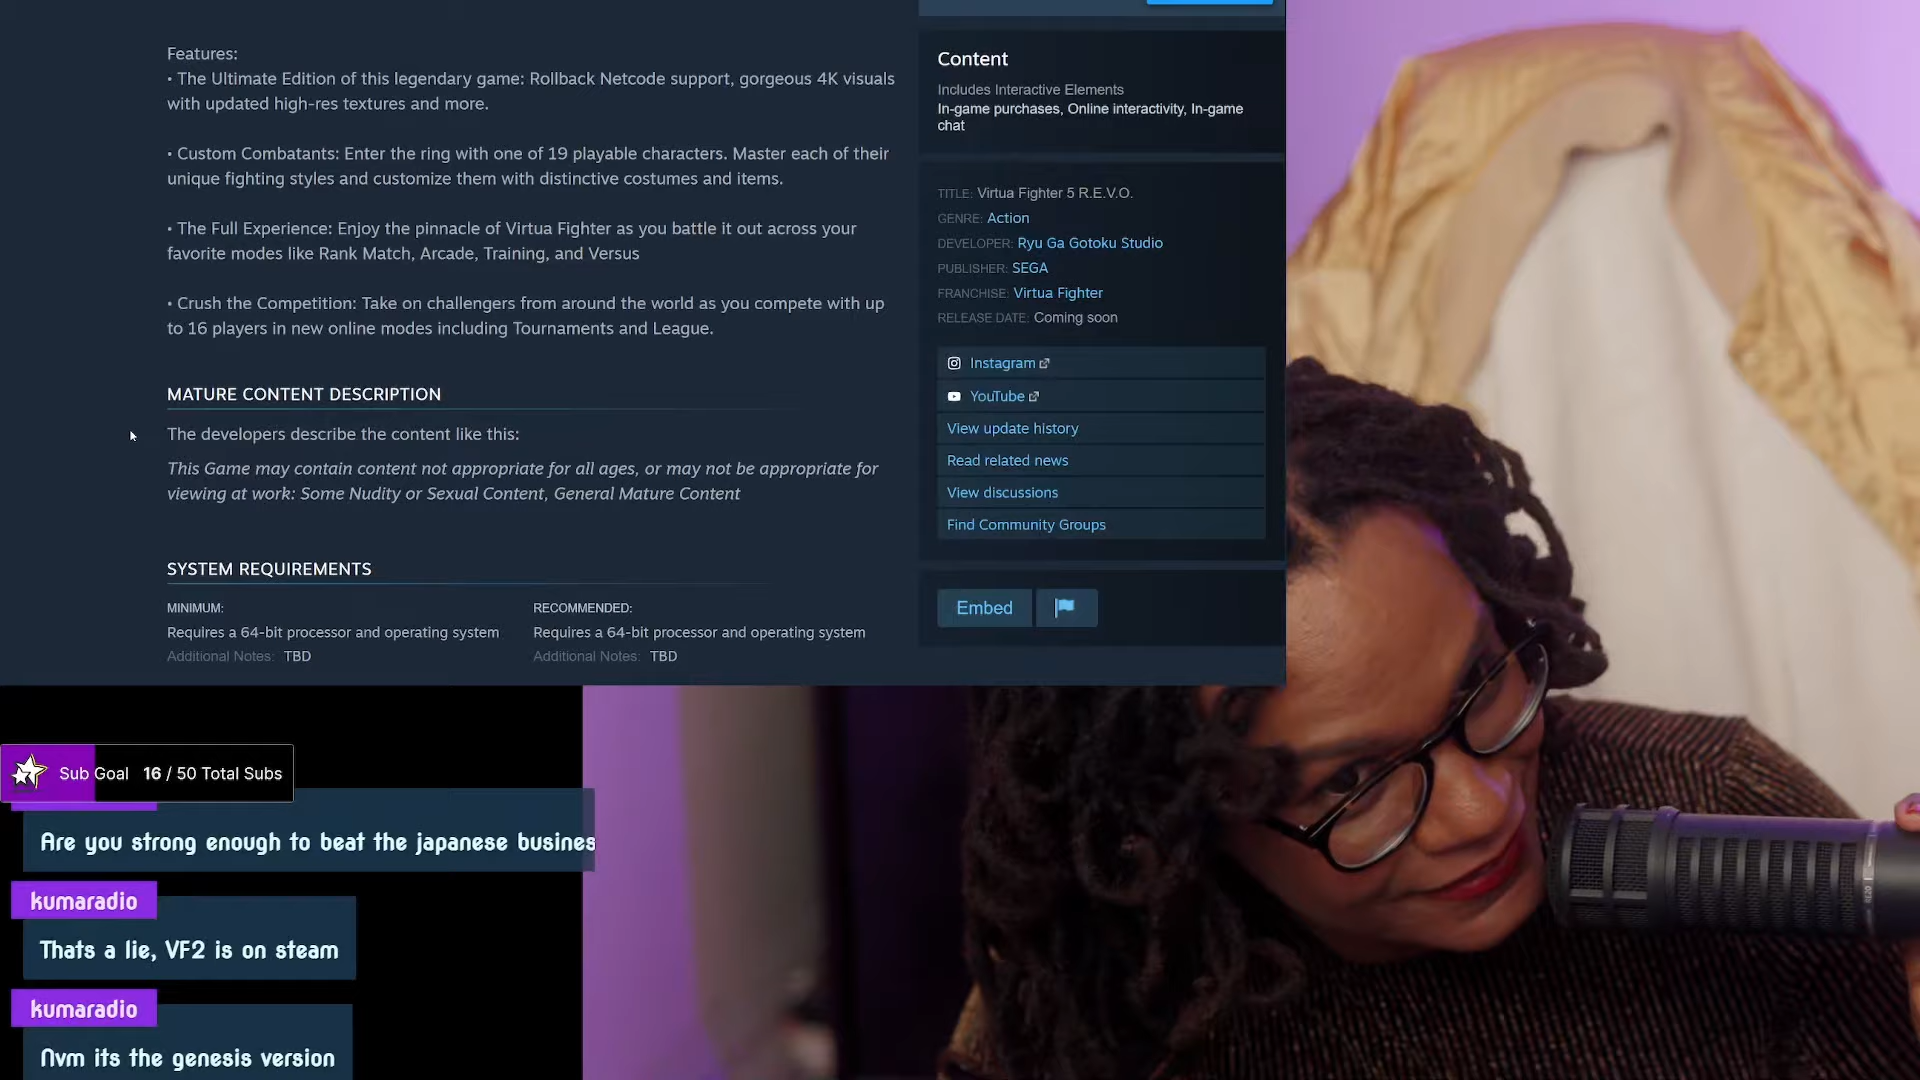 Features:
• The Ultimate Edition of this legendary game: Rollback Netcode support, gorgeous 4K visuals
with updated high-res textures and more.
• Custom Combatants: Enter the ring with one of 19 playable characters. Master each of their
unique fighting styles and customize them with distinctive costumes and items.
• The Full Experience: Enjoy the pinnacle of Virtua Fighter as you battle it out across your
favorite modes like Rank Match, Arcade, Training, and Versus
• Crush the Competition: Take on challengers from around the world as you compete with up
to 16 players in new online modes including Tournaments and League.
MATURE CONTENT DESCRIPTION
The developers describe the content like this:
This Game may contain content not appropriate for all ages, or may not be appropriate for
viewing at work: Some Nudity or Sexual Content, General Mature Content
SYSTEM REQUIREMENTS
MINIMUM:
Requires a 64-bit processor and operating system
Additional Notes: TBD
RECOMMENDED:
Requires a 64-bit processor and operating system
Additional Notes: TBD
Content
Includes Interactive Elements
In-game purchases, Online interactivity, In-game
chat
TITLE: Virtua Fighter 5 R.E.V.O.
GENRE: Action
DEVELOPER: Ryu Ga Gotoku Studio
PUBLISHER: SEGA
FRANCHISE: Virtua Fighter
RELEASE DATE: Coming soon
Instagram
YouTube
View update history
Read related news
View discussions
Find Community Groups
Embed
Sub Goal 16 / 50 Total Subs
Are you strong enough to beat the japanese busines
kumaradio
Thats a lie, VF2 is on steam
kumaradio
Nvm its the genesis version
RE20